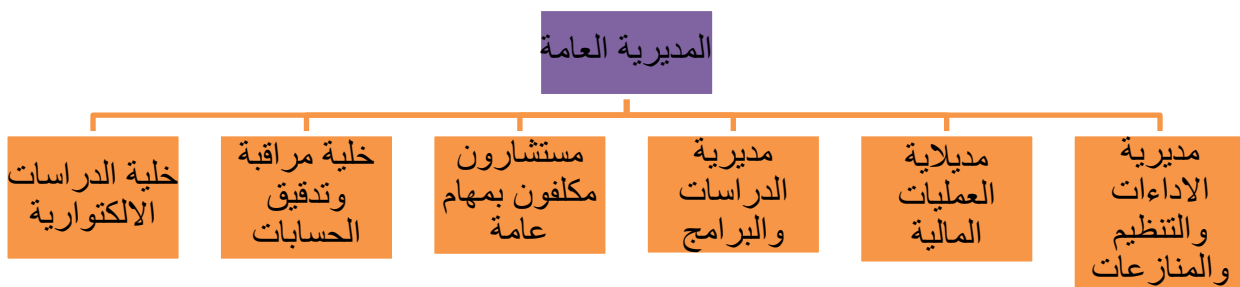 المديرية العامة
مديرية
الاداءات
والتنظيم
والمنازعات
مديلاية
العمليات
المالية
مديرية
الدراسات
والبرامج
مستشارون
مكلفون بمهام
عامة
خلية مراقبة
وتدقيق
الحسابات
خلية الدراسات
الالكتوارية